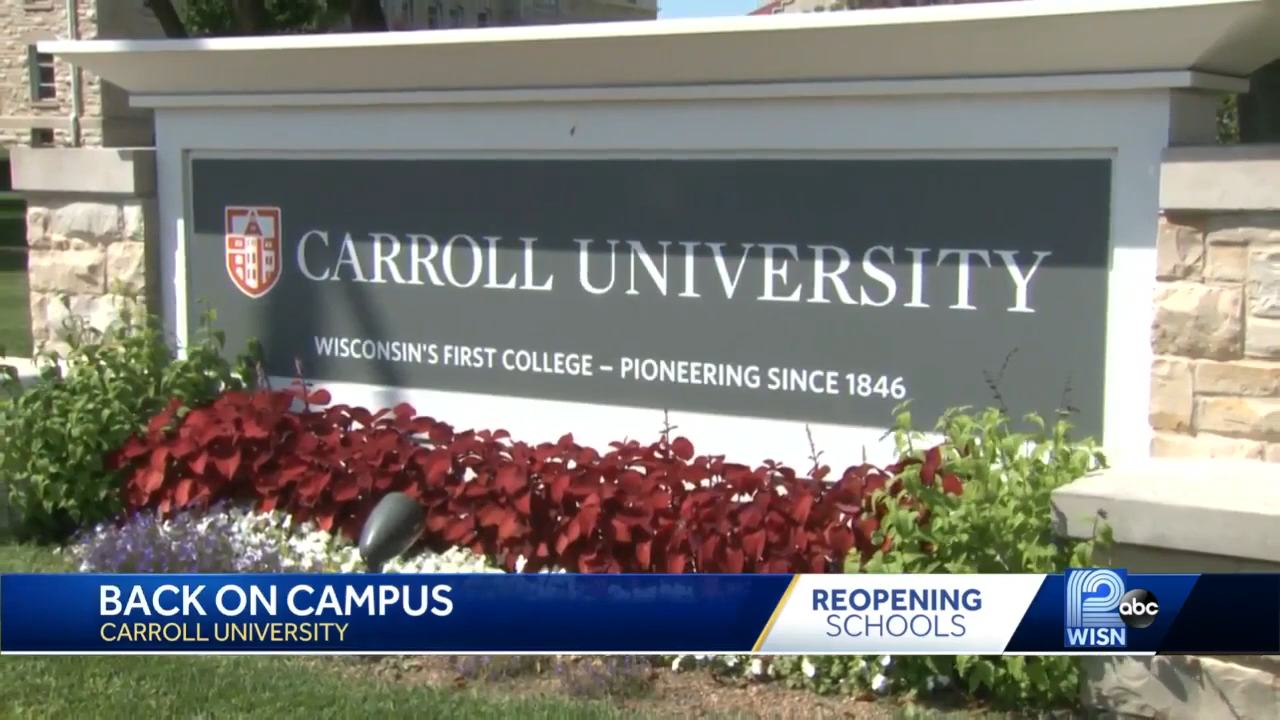 CARROLL UNIVERSITY
WISCONSIN'S FIRST COLLEGE – PIONEERING SINCE 1846
BACK ON CAMPUS
CARROLL UNIVERSITY
REOPENING
SCHOOLS
12
abc
WISN